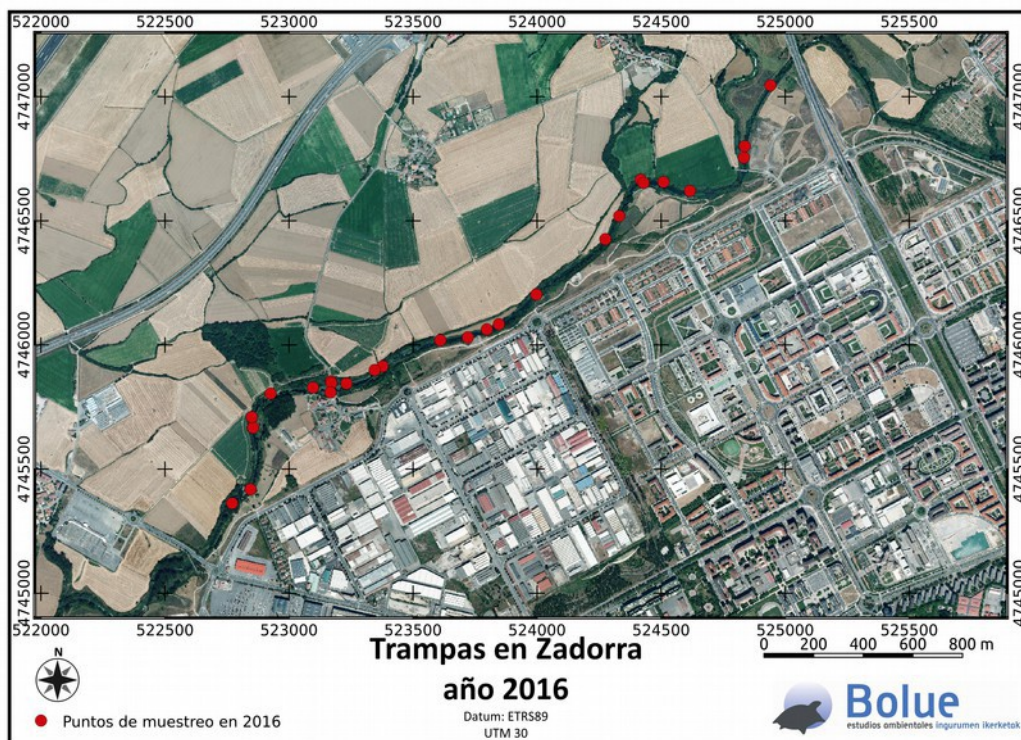 522000 522500 523000 523500 524000 524500 525000 525500
4747000 4747000
4746500 4746500
4746000 4746000
4745500 4745500
4745000 4745000
522000 522500 523000 523500 524000 524500 525000 525500
Trampas en Zadorra
año 2016
0 200 400 600 800 m
N
Puntos de muestreo en 2016
Datum: ETRS89
UTM 30
Bolue
estudios ambientales ingurumen ikerketak